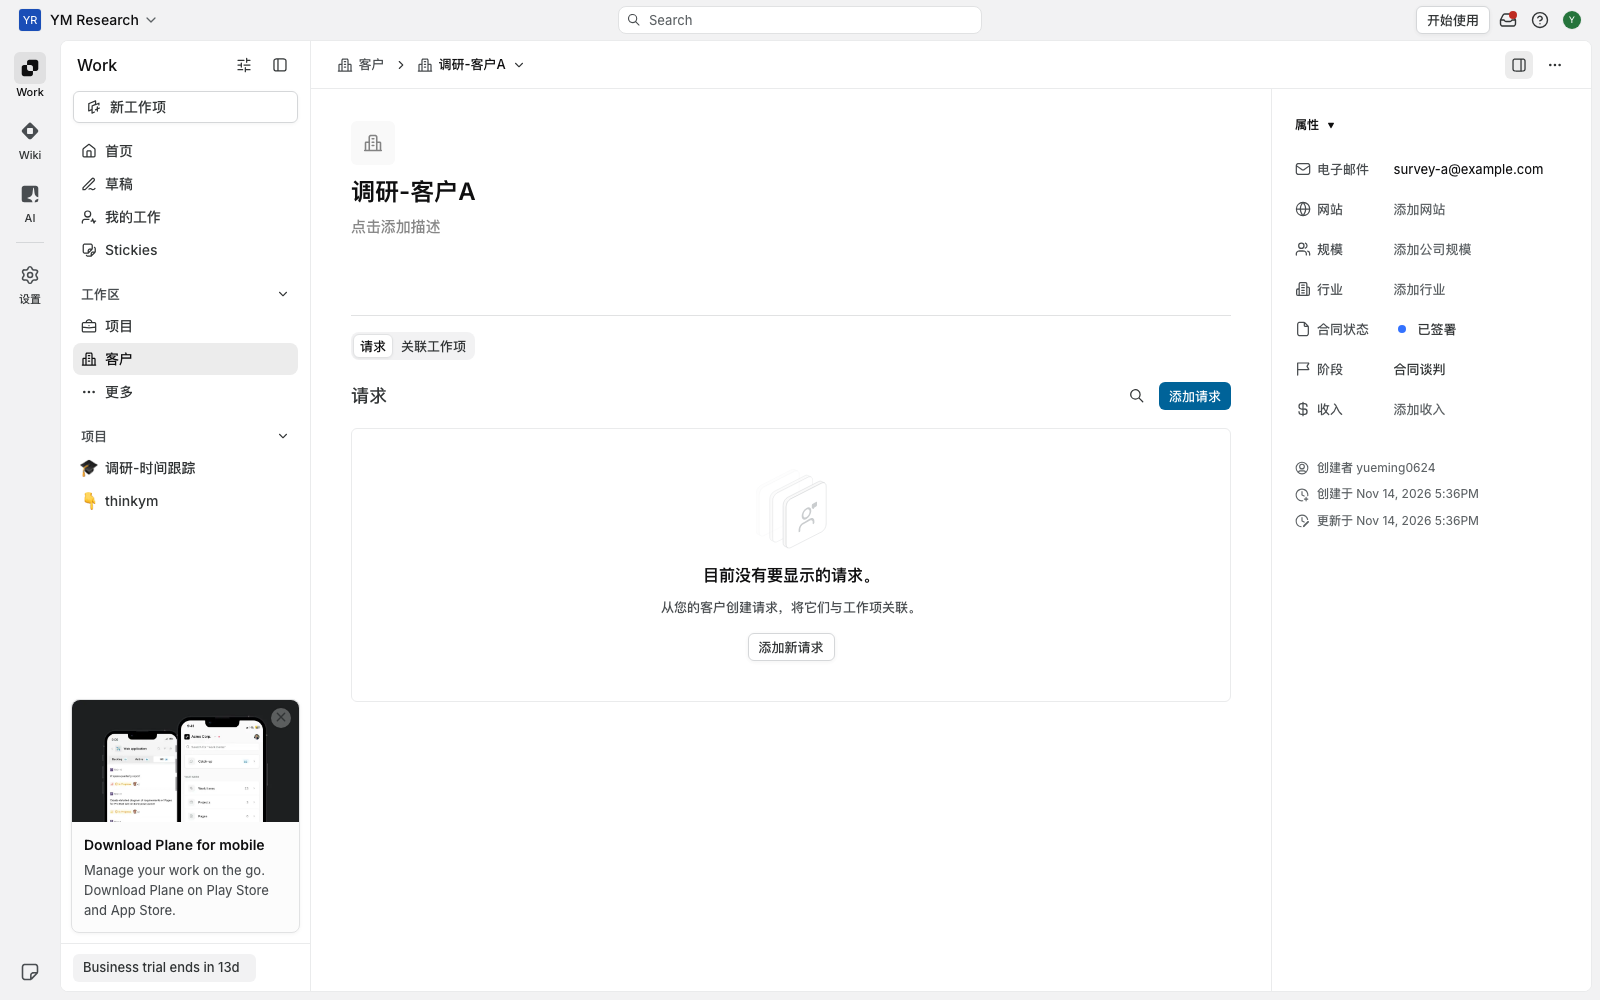 YR YM Research
Search
开始使用
Y
Work
Wiki
AI
设置
Work
新工作项
首页
草稿
我的工作
Stickies
工作区
项目
客户
更多
项目
调研-时间跟踪
thinkym
Download Plane for mobile
Manage your work on the go.
Download Plane on Play Store
and App Store.
Business trial ends in 13d
客户
调研-客户A
调研-客户A
点击添加描述
请求 关联工作项
请求
添加请求
目前没有要显示的请求。
从您的客户创建请求，将它们与工作项关联。
添加新请求
属性
电子邮件 survey-a@example.com
网站 添加网站
规模 添加公司规模
行业 添加行业
合同状态 已签署
阶段 合同谈判
收入 添加收入
创建者 yueming0624
创建于 Nov 14, 2026 5:36PM
更新于 Nov 14, 2026 5:36PM